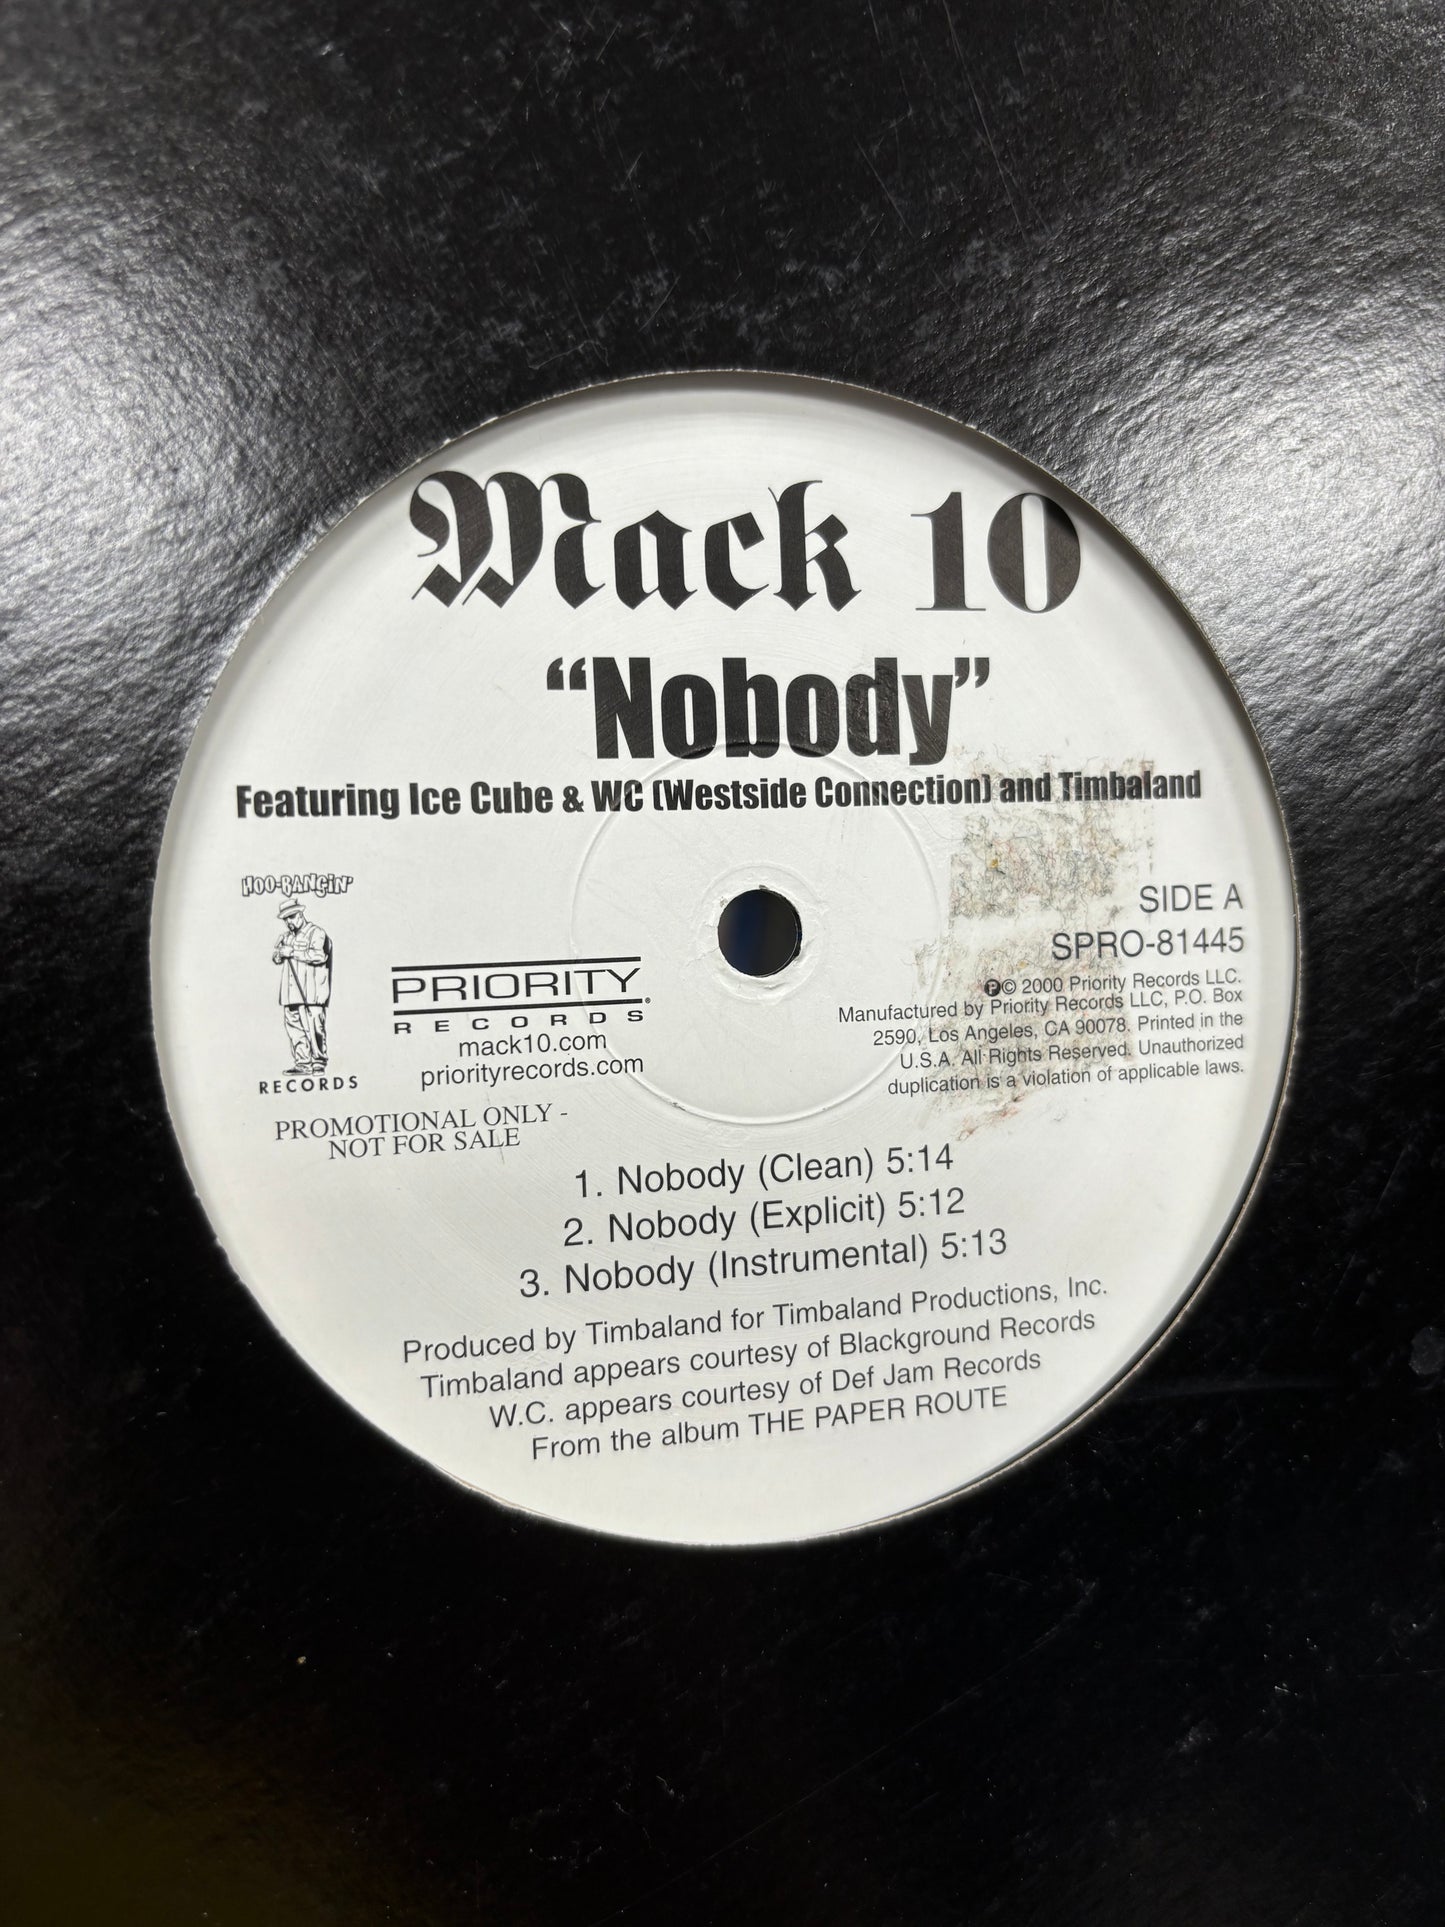 Mack 10
“Nobody”
Featuring Ice Cube & WC (Westside Connection) and Timbaland
HOO-BANGiN'
RECORDS
PRIORITY®
RECORDS
mack10.com
priorityrecords.com
PROMOTIONAL ONLY -
NOT FOR SALE
SIDE A
SPRO-81445
℗© 2000 Priority Records LLC.
Manufactured by Priority Records LLC, P.O. Box
2590, Los Angeles, CA 90078. Printed in the
U.S.A. All Rights Reserved. Unauthorized
duplication is a violation of applicable laws.
1. Nobody (Clean) 5:14
2. Nobody (Explicit) 5:12
3. Nobody (Instrumental) 5:13
Produced by Timbaland for Timbaland Productions, Inc.
Timbaland appears courtesy of Blackground Records
W.C. appears courtesy of Def Jam Records
From the album THE PAPER ROUTE